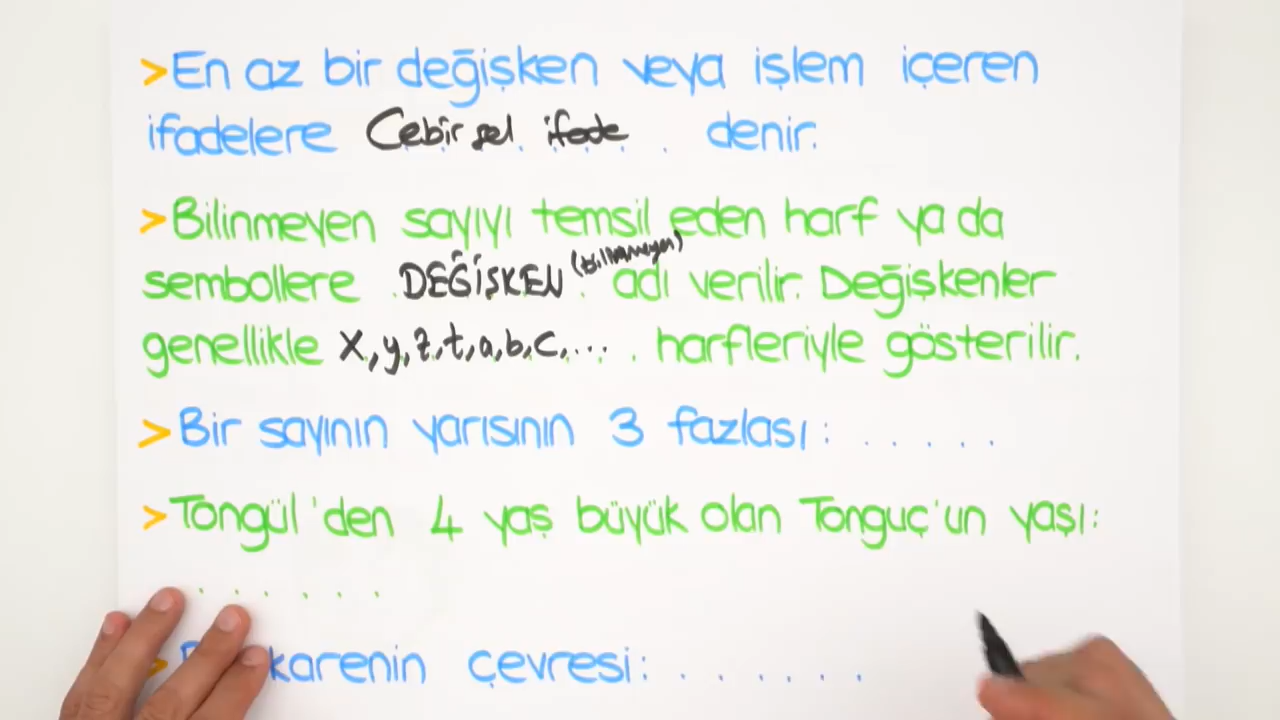 >En az bir değişken veya işlem içeren
ifadelere Cebirsel ifade . denir.
>Bilinmeyen sayıyı temsil eden harf ya da
sembollere DEĞİŞKEN (bilinmeyen) adı verilir. Değişkenler
genellikle x, y, z, t, a, b, c, ... . harfleriyle gösterilir.
>Bir sayının yarısının 3 fazlası: . . . . .
>Tongül'den 4 yaş büyük olan Tonguç'un yaşı:
. . . . . .
> karenin çevresi: . . . . . . .